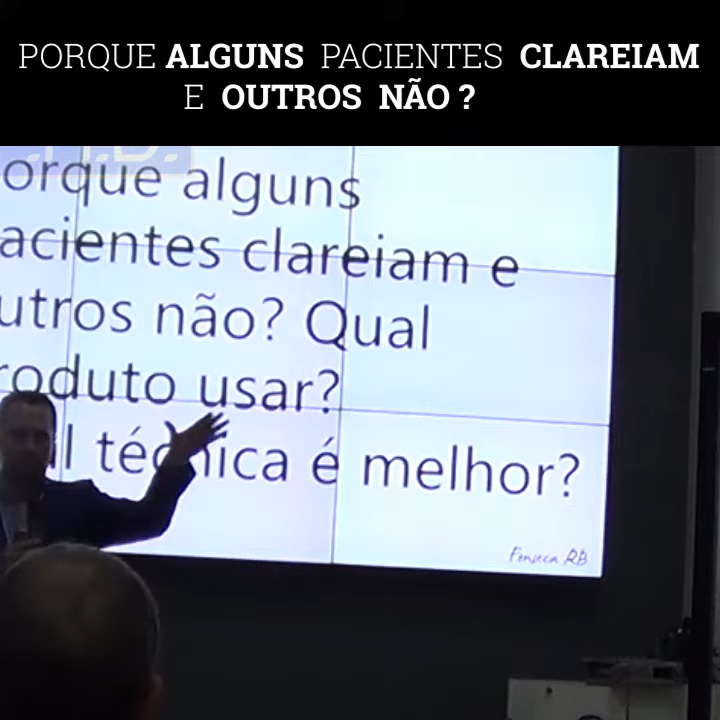 PORQUE ALGUNS PACIENTES CLAREIAM
E OUTROS NÃO ?
orque alguns
acientes clareiam e
utros não? Qual
roduto usar?
l técnica é melhor?
Fonseca RB